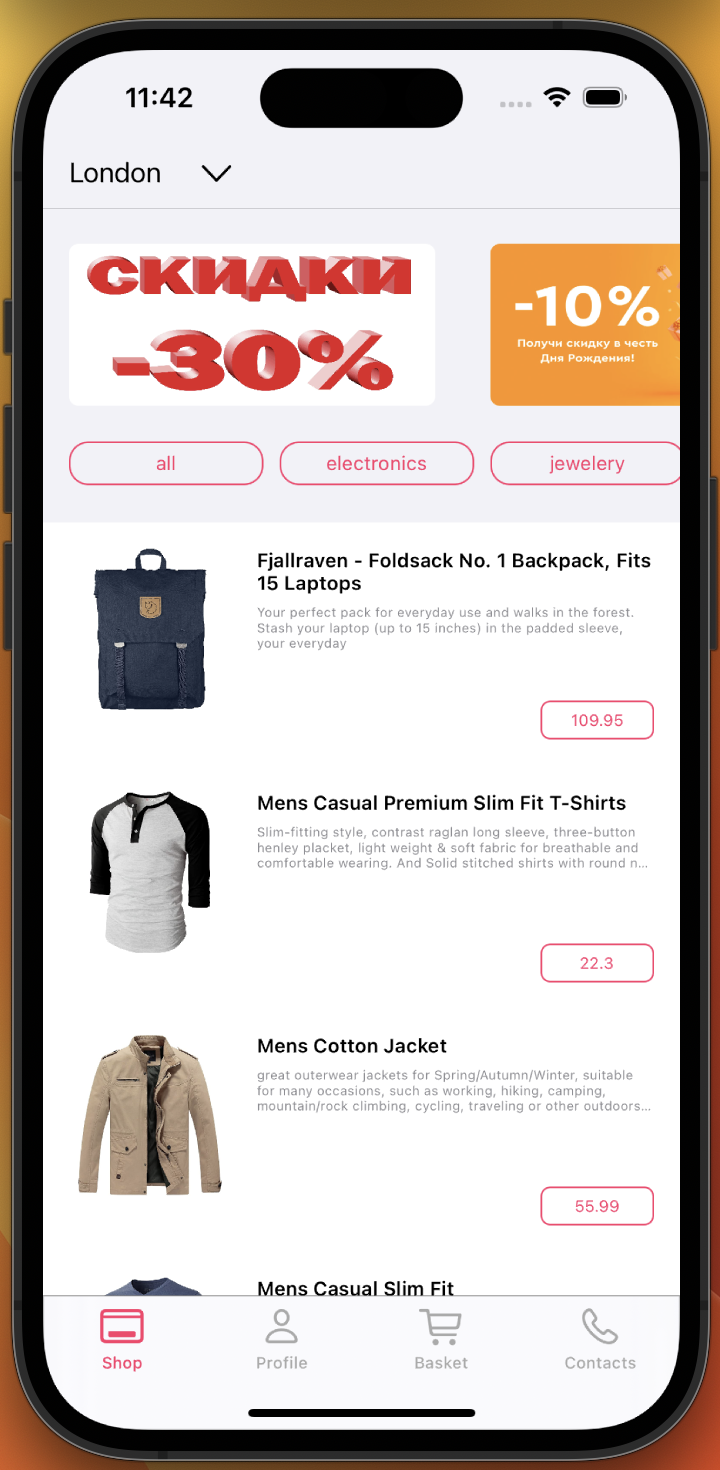 11:42
London
СКИДКИ
-30%
-10%
Получи скидку в честь
Дня Рождения!
all
electronics
jewelery
Fjallraven - Foldsack No. 1 Backpack, Fits
15 Laptops
Your perfect pack for everyday use and walks in the forest.
Stash your laptop (up to 15 inches) in the padded sleeve,
your everyday
109.95
Mens Casual Premium Slim Fit T-Shirts
Slim-fitting style, contrast raglan long sleeve, three-button
henley placket, light weight & soft fabric for breathable and
comfortable wearing. And Solid stitched shirts with round n...
22.3
Mens Cotton Jacket
great outerwear jackets for Spring/Autumn/Winter, suitable
for many occasions, such as working, hiking, camping,
mountain/rock climbing, cycling, traveling or other outdoors...
55.99
Mens Casual Slim Fit
Shop
Profile
Basket
Contacts